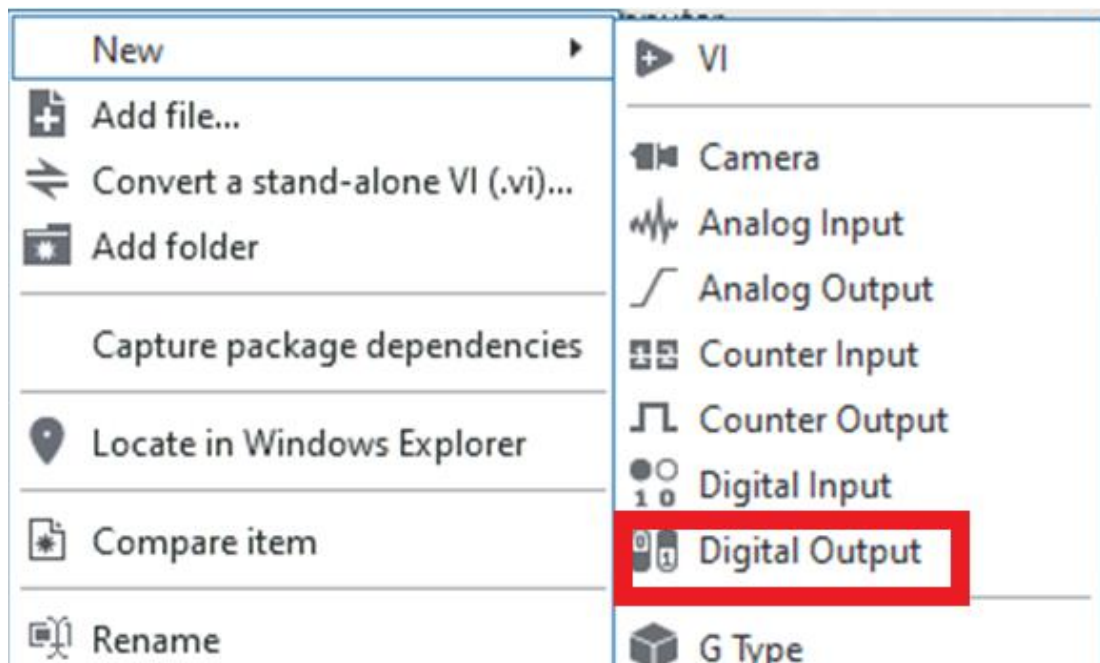 New
Add file...
Convert a stand-alone VI (.vi)...
Add folder
Capture package dependencies
Locate in Windows Explorer
Compare item
Rename
VI
Camera
Analog Input
Analog Output
Counter Input
Counter Output
Digital Input
Digital Output
G Type